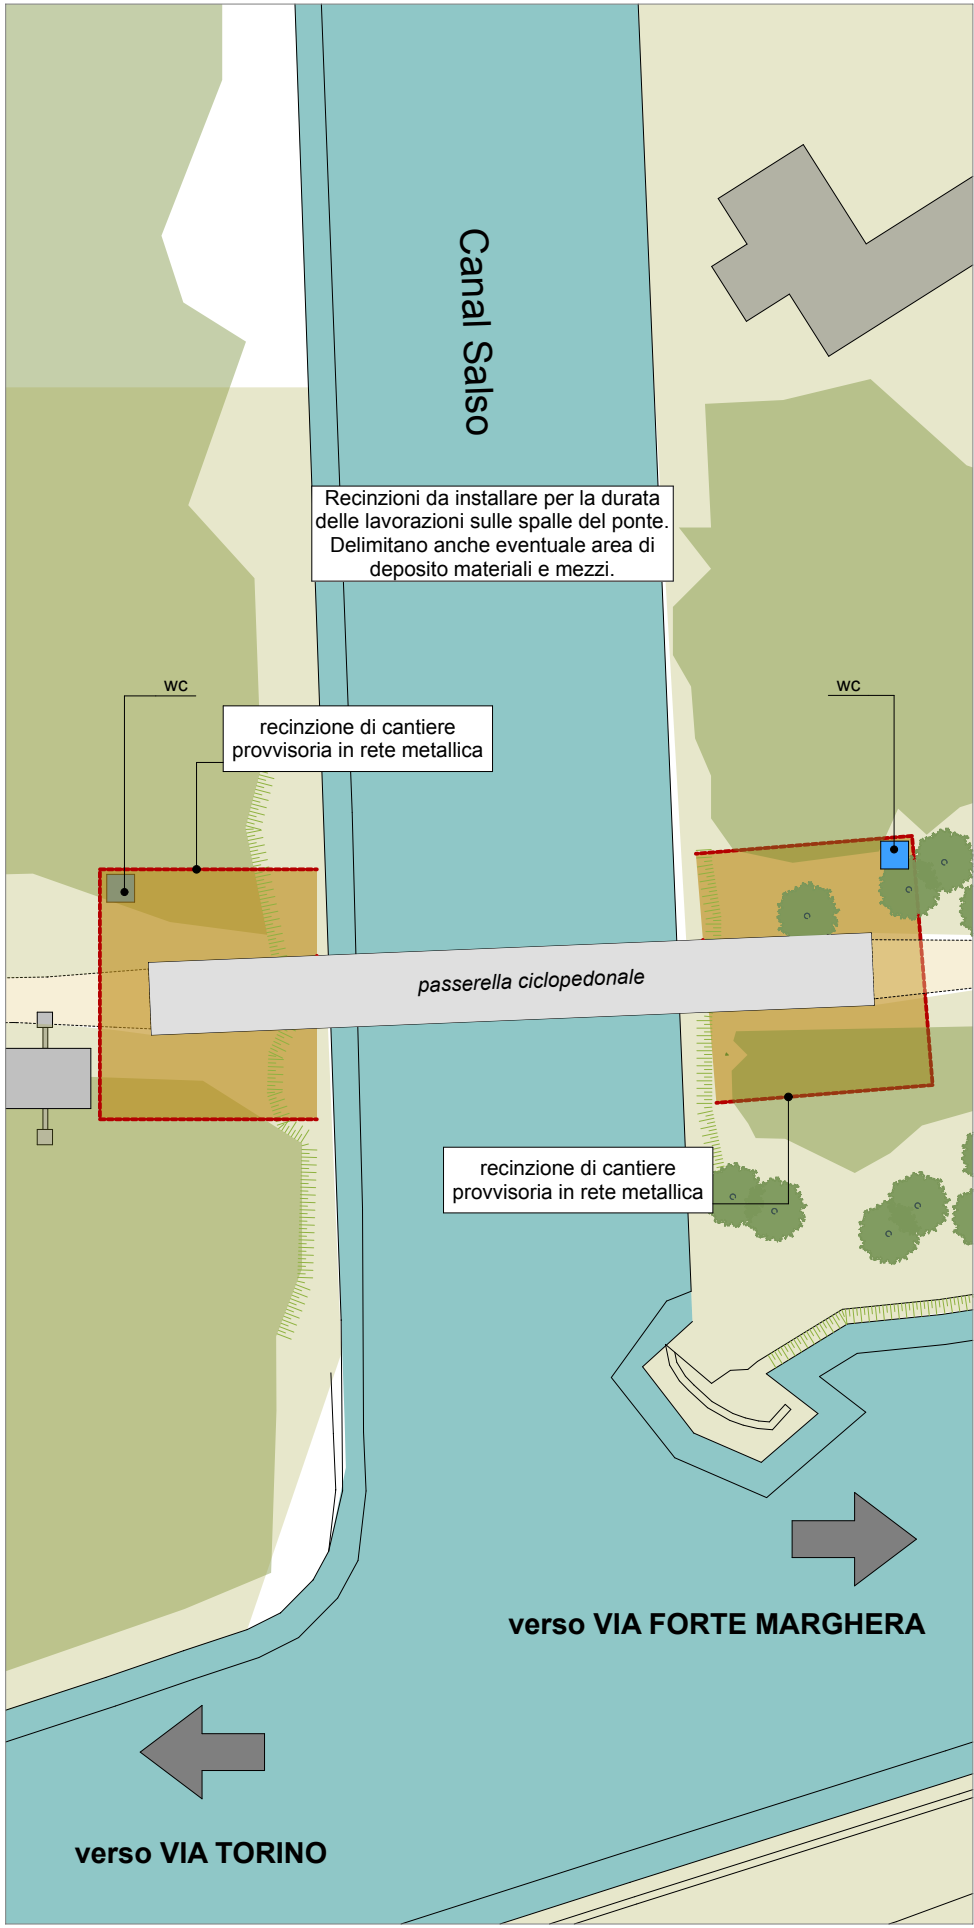 Canal Salso
Recinzioni da installare per la durata
delle lavorazioni sulle spalle del ponte.
Delimitano anche eventuale area di
deposito materiali e mezzi.
wc
wc
recinzione di cantiere
provvisoria in rete metallica
passerella ciclopedonale
recinzione di cantiere
provvisoria in rete metallica
verso VIA FORTE MARGHERA
verso VIA TORINO